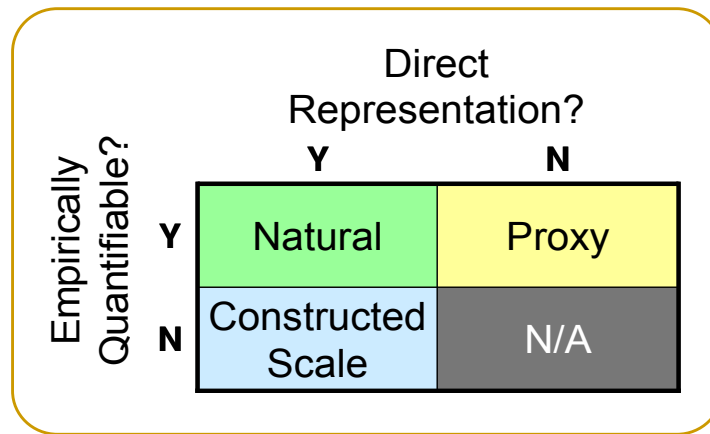 Direct
Representation?
Y N
Empirically
Quantifiable?
Y Natural Proxy
N Constructed
Scale N/A